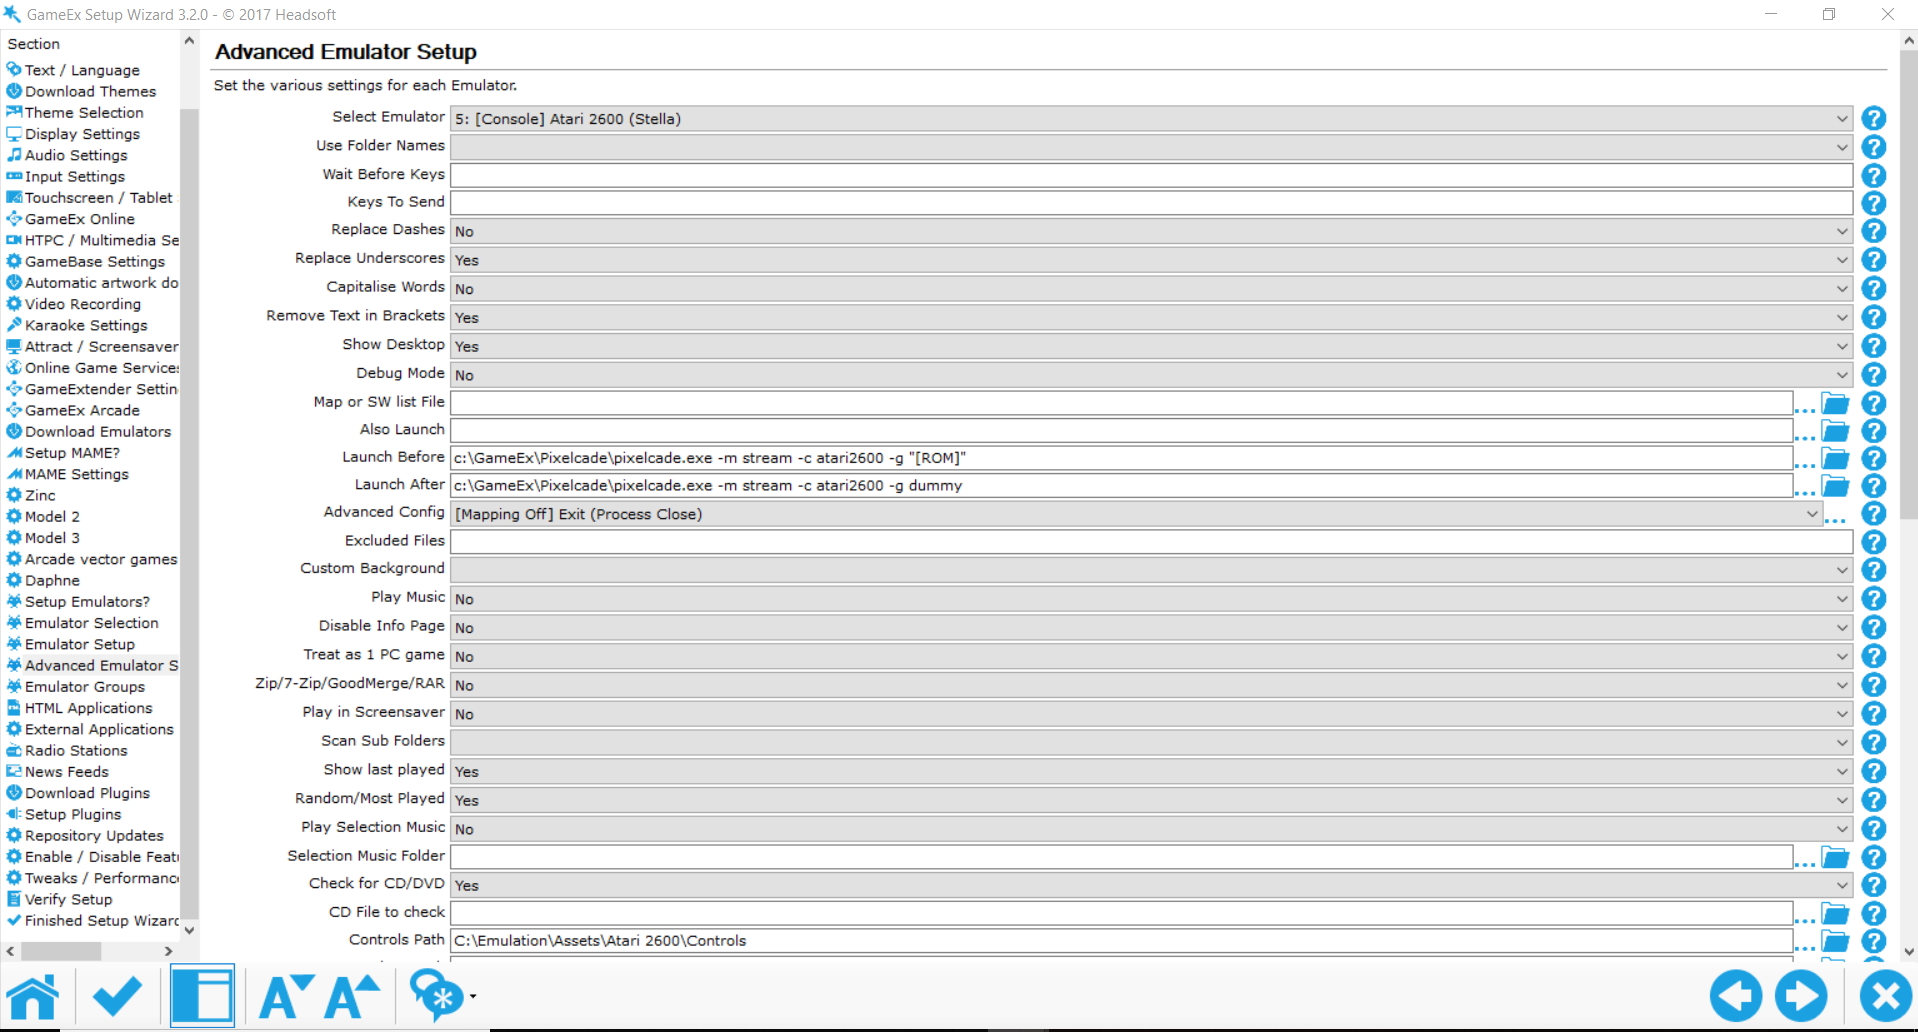 GameEx Setup Wizard 3.2.0 - © 2017 Headsoft
Section
Text / Language
Download Themes
Theme Selection
Display Settings
Audio Settings
Input Settings
Touchscreen / Tablet
GameEx Online
HTPC / Multimedia Se
GameBase Settings
Automatic artwork do
Video Recording
Karaoke Settings
Attract / Screensaver
Online Game Services
GameExtender Settin
GameEx Arcade
Download Emulators
Setup MAME?
MAME Settings
Zinc
Model 2
Model 3
Arcade vector games
Daphne
Setup Emulators?
Emulator Selection
Emulator Setup
Advanced Emulator S
Emulator Groups
HTML Applications
External Applications
Radio Stations
News Feeds
Download Plugins
Setup Plugins
Repository Updates
Enable / Disable Feat
Tweaks / Performance
Verify Setup
Finished Setup Wizard
Advanced Emulator Setup
Set the various settings for each Emulator.
Select Emulator 5: [Console] Atari 2600 (Stella)
Use Folder Names
Wait Before Keys
Keys To Send
Replace Dashes No
Replace Underscores Yes
Capitalise Words No
Remove Text in Brackets Yes
Show Desktop Yes
Debug Mode No
Map or SW list File
Also Launch
Launch Before c:\GameEx\Pixelcade\pixelcade.exe -m stream -c atari2600 -g "[ROM]"
Launch After c:\GameEx\Pixelcade\pixelcade.exe -m stream -c atari2600 -g dummy
Advanced Config [Mapping Off] Exit (Process Close)
Excluded Files
Custom Background
Play Music No
Disable Info Page No
Treat as 1 PC game No
Zip/7-Zip/GoodMerge/RAR No
Play in Screensaver No
Scan Sub Folders
Show last played Yes
Random/Most Played Yes
Play Selection Music No
Selection Music Folder
Check for CD/DVD Yes
CD File to check
Controls Path C:\Emulation\Assets\Atari 2600\Controls
A A